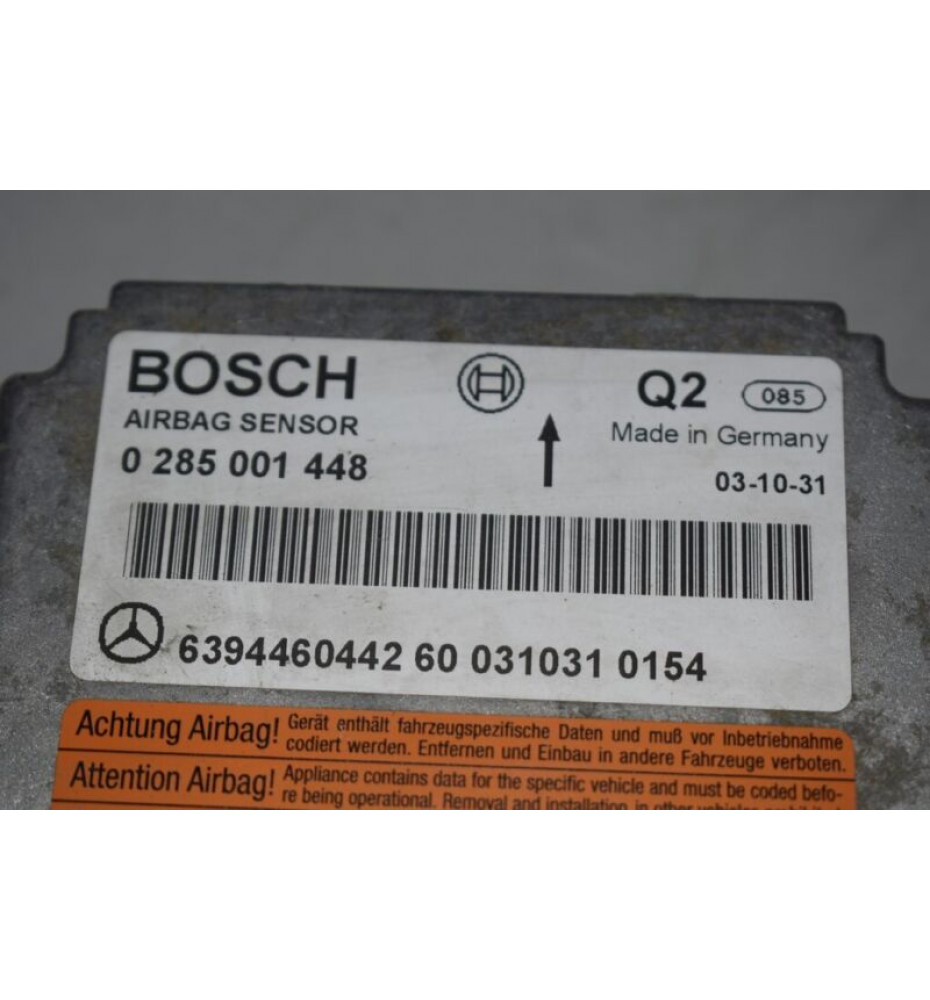 BOSCH
Q2 085
AIRBAG SENSOR
Made in Germany
0 285 001 448
03-10-31
6394460442 60 031031 0154
Achtung Airbag! Gerät enthält fahrzeugspezifische Daten und muß vor Inbetriebnahme
codiert werden. Entfernen und Einbau in andere Fahrzeuge verboten.
Attention Airbag! Appliance contains data for the specific vehicle and must be coded befo-
re being operational. Removal and installation in other